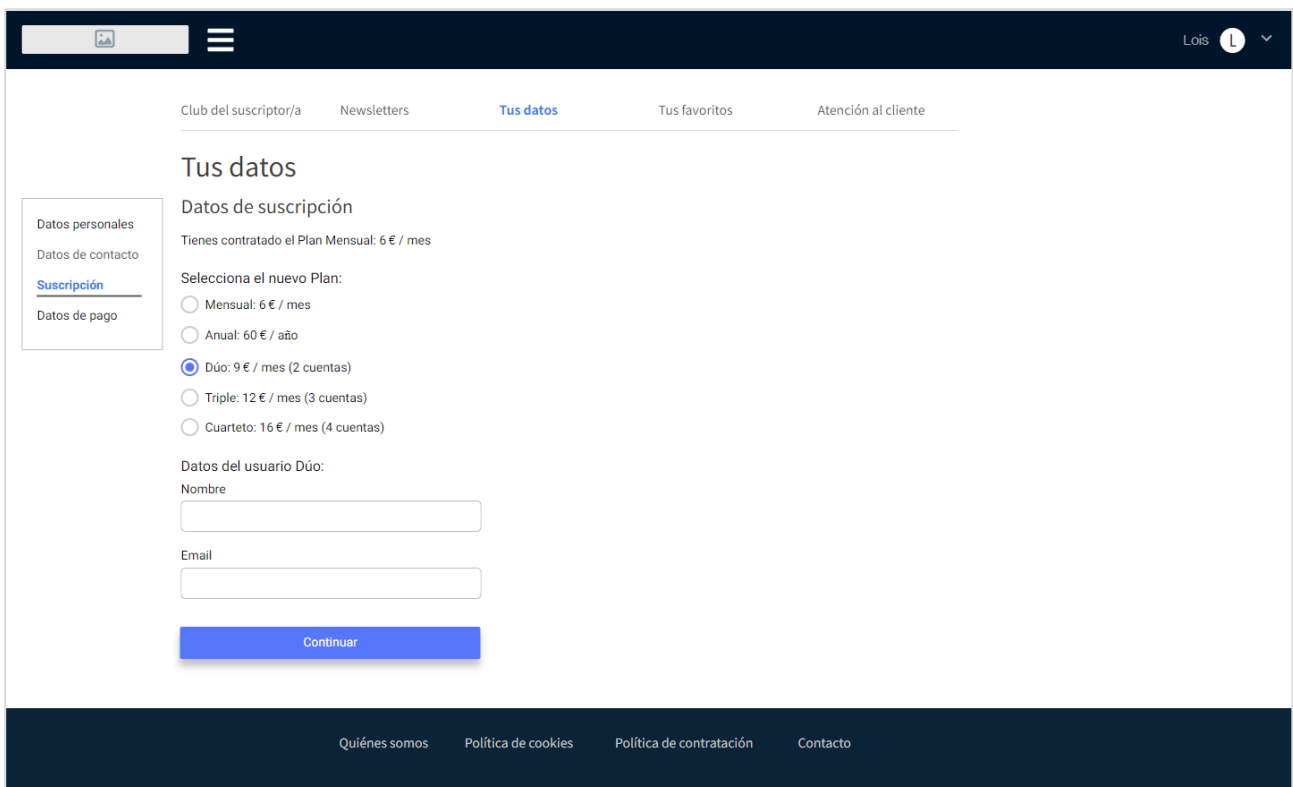 Lois L
Club del suscriptor/a Newsletters Tus datos Tus favoritos Atención al cliente
Tus datos
Datos personales
Datos de contacto
Suscripción
Datos de pago
Datos de suscripción
Tienes contratado el Plan Mensual: 6 € / mes
Selecciona el nuevo Plan:
Mensual: 6 € / mes
Anual: 60 € / año
Dúo: 9 € / mes (2 cuentas)
Triple: 12 € / mes (3 cuentas)
Cuarteto: 16 € / mes (4 cuentas)
Datos del usuario Dúo:
Nombre
Email
Continuar
Quiénes somos Política de cookies Política de contratación Contacto